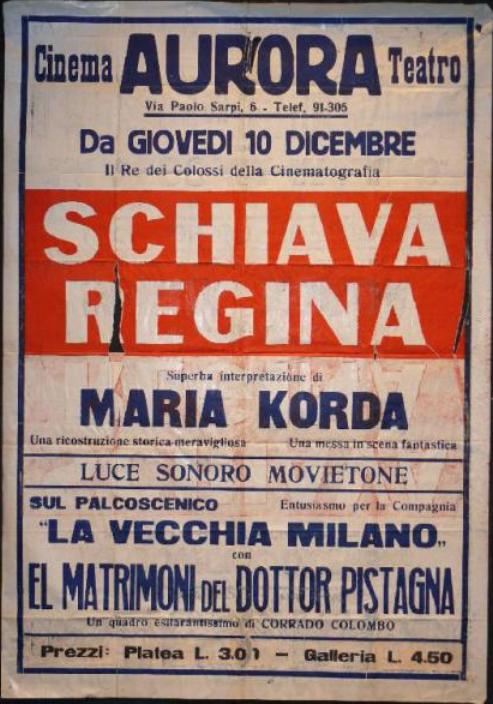 Cinema AURORA Teatro
Via Paolo Sarpi, 6 - Telef. 91-305
Da GIOVEDI 10 DICEMBRE
Il Re dei Colossi della Cinematografia
SCHIAVA
REGINA
Superba interpretazione di
MARIA KORDA
Una ricostruzione storica meravigliosa Una messa in scena fantastica
LUCE SONORO MOVIETONE
SUL PALCOSCENICO Entusiasmo per la Compagnia
"LA VECCHIA MILANO„
con
EL MATRIMONI DEL DOTTOR PISTAGNA
Un quadro esilarantissimo di CORRADO COLOMBO
Prezzi: Platea L. 3.01 - Galleria L. 4.50